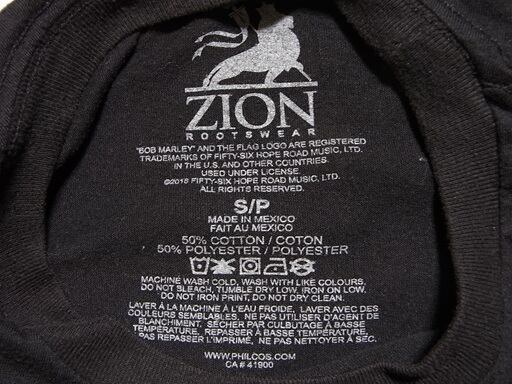 ZION
ROOTSWEAR
"BOB MARLEY" AND THE FLAG LOGO ARE REGISTERED
TRADEMARKS OF FIFTY-SIX HOPE ROAD MUSIC, LTD.
IN THE U.S. AND OTHER COUNTRIES.
USED UNDER LICENSE.
©2018 FIFTY-SIX HOPE ROAD MUSIC, LTD.
ALL RIGHTS RESERVED.
S/P
MADE IN MEXICO
FAIT AU MEXICO
50% COTTON / COTON
50% POLYESTER / POLYESTER
MACHINE WASH COLD, WASH WITH LIKE COLOURS,
DO NOT BLEACH, TUMBLE DRY LOW, IRON ON LOW.
DO NOT IRON PRINT, DO NOT DRY CLEAN.
LAVER À LA MACHINE À L'EAU FROIDE, LAVER AVEC DES
COULEURS SEMBLABLES. NE PAS UTILISER D'AGENT DE
BLANCHIMENT. SÉCHER PAR CULBUTAGE À BASSE
TEMPÉRATURE. REPASSER À BASSE TEMPÉRATURE.
NE PAS REPASSER L'IMPRIMÉ. NE PAS NETTOYER À SEC.
WWW.PHILCOS.COM
CA # 41900